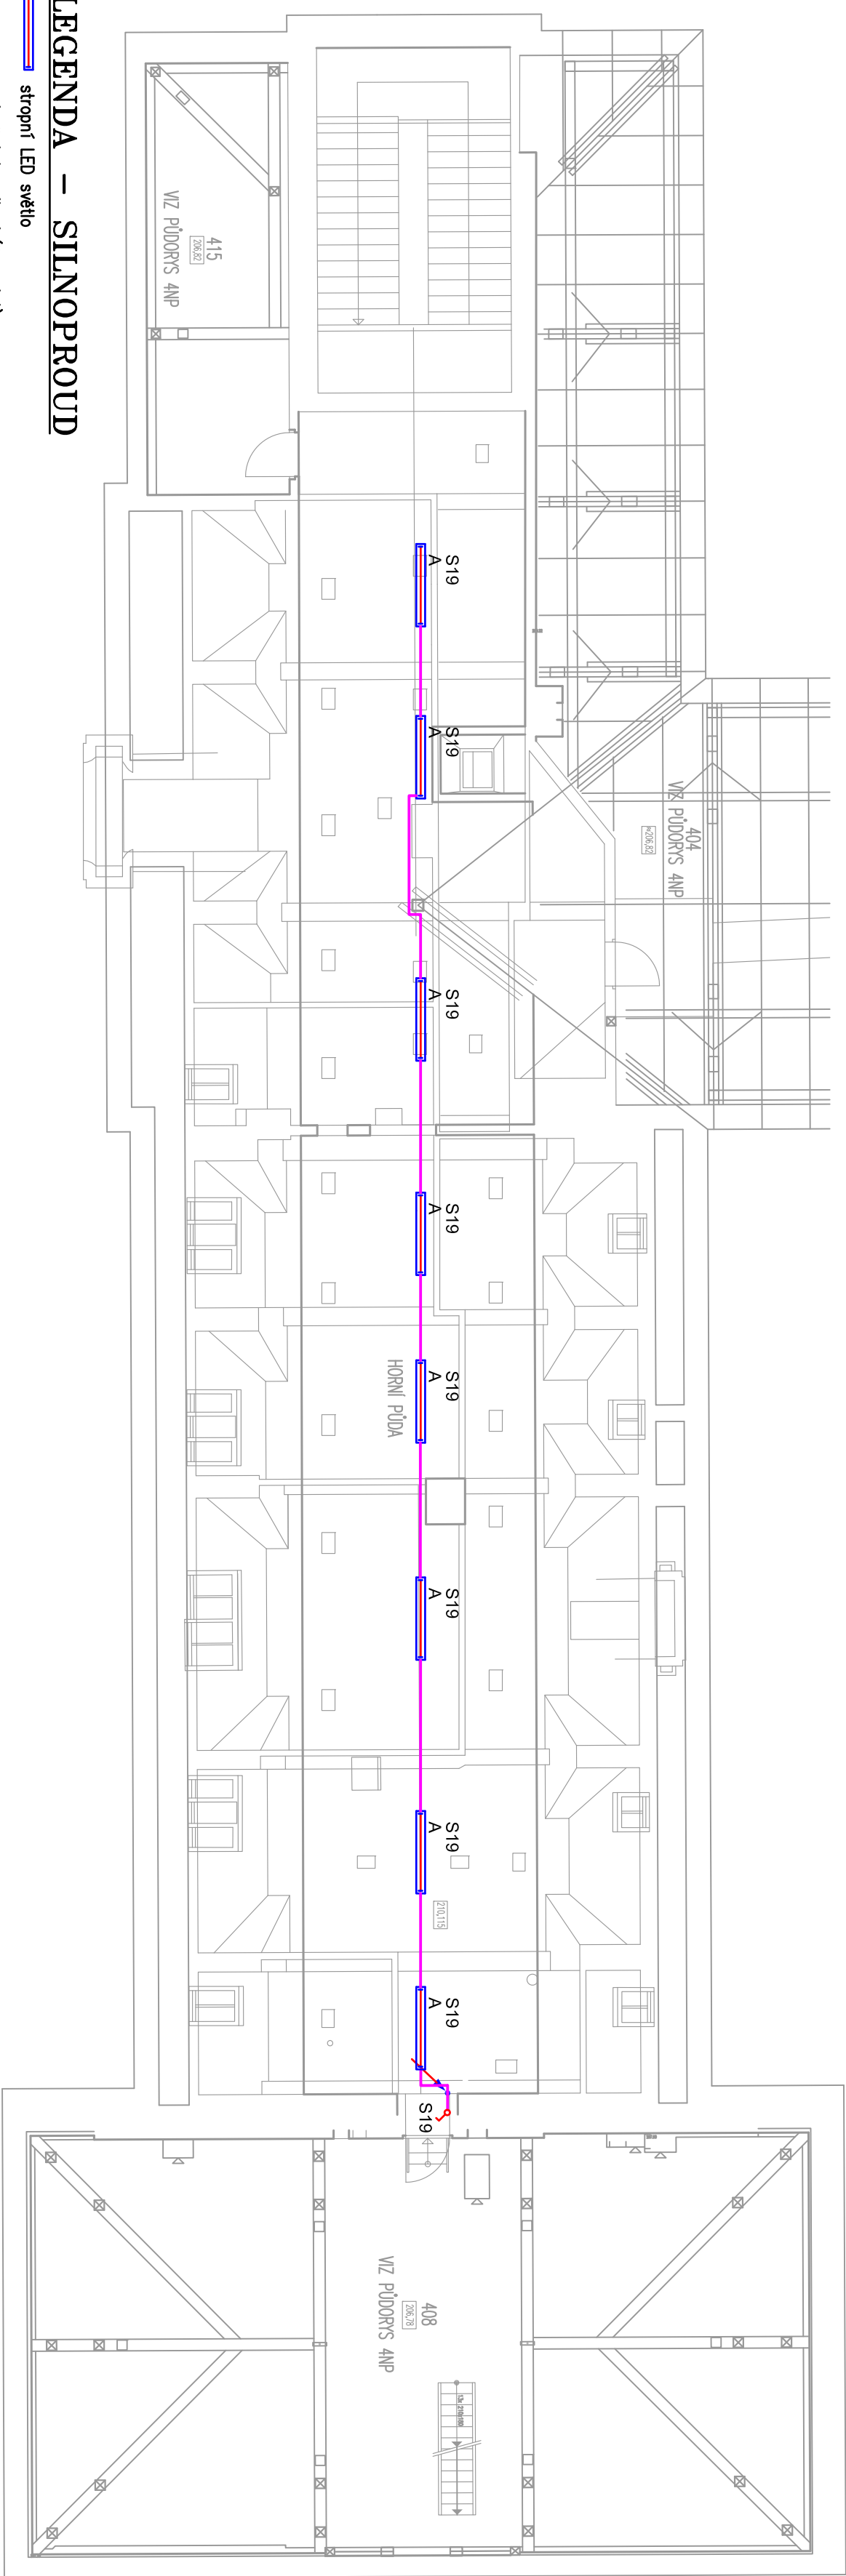 LEGENDA – SILNOPROUD
stropní LED světlo
415
206,82
VIZ PŮDORYS 4NP
404
206,82
VIZ PŮDORYS 4NP
S19
A
S19
A
S19
A
S19
A
HORNÍ PŮDA
S19
A
S19
A
S19
A
210,115
S19
A
S19
408
206,78
VIZ PŮDORYS 4NP